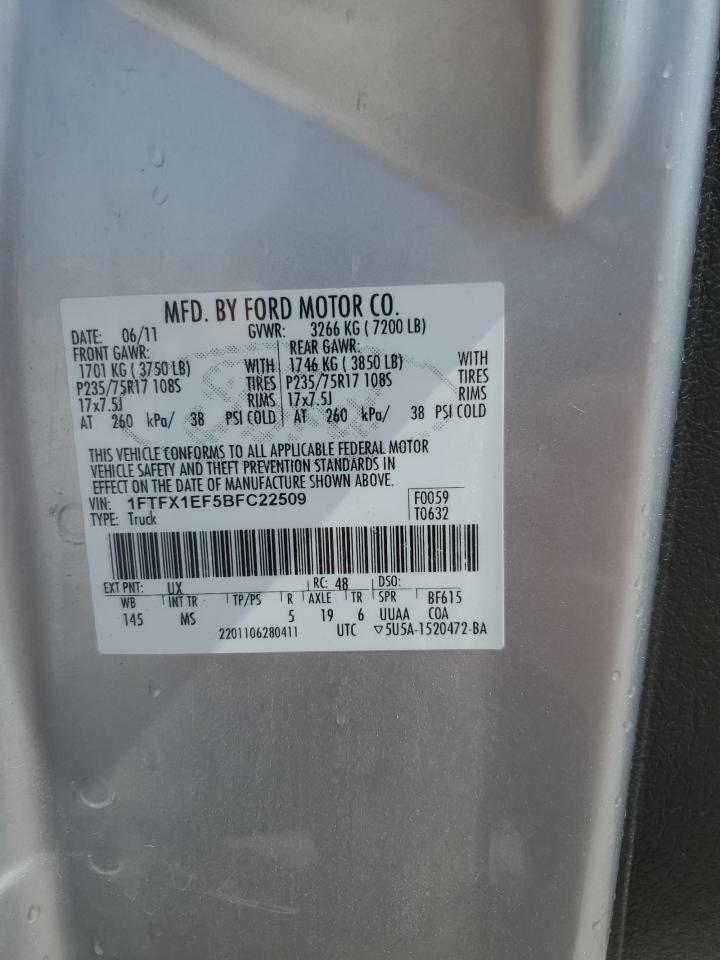 MFD. BY FORD MOTOR CO.
DATE: 06/11 GVWR: 3266 KG ( 7200 LB)
FRONT GAWR: REAR GAWR:
1701 KG ( 3750 LB) WITH 1746 KG ( 3850 LB) WITH
P235/75R17 108S TIRES P235/75R17 108S TIRES
17x7.5J RIMS 17x7.5J RIMS
AT 260 kPa/ 38 PSI COLD AT 260 kPa/ 38 PSI COLD
THIS VEHICLE CONFORMS TO ALL APPLICABLE FEDERAL MOTOR
VEHICLE SAFETY AND THEFT PREVENTION STANDARDS IN
EFFECT ON THE DATE OF MANUFACTURE SHOWN ABOVE.
VIN: 1FTFX1EF5BFC22509 F0059
TYPE: Truck T0632
EXT PNT: UX RC: 48 DSO:
WB INT TR TP/PS R AXLE TR SPR BF615
145 MS 5 19 6 UUAA COA
2201106280411 UTC ▽5U5A-1520472-BA